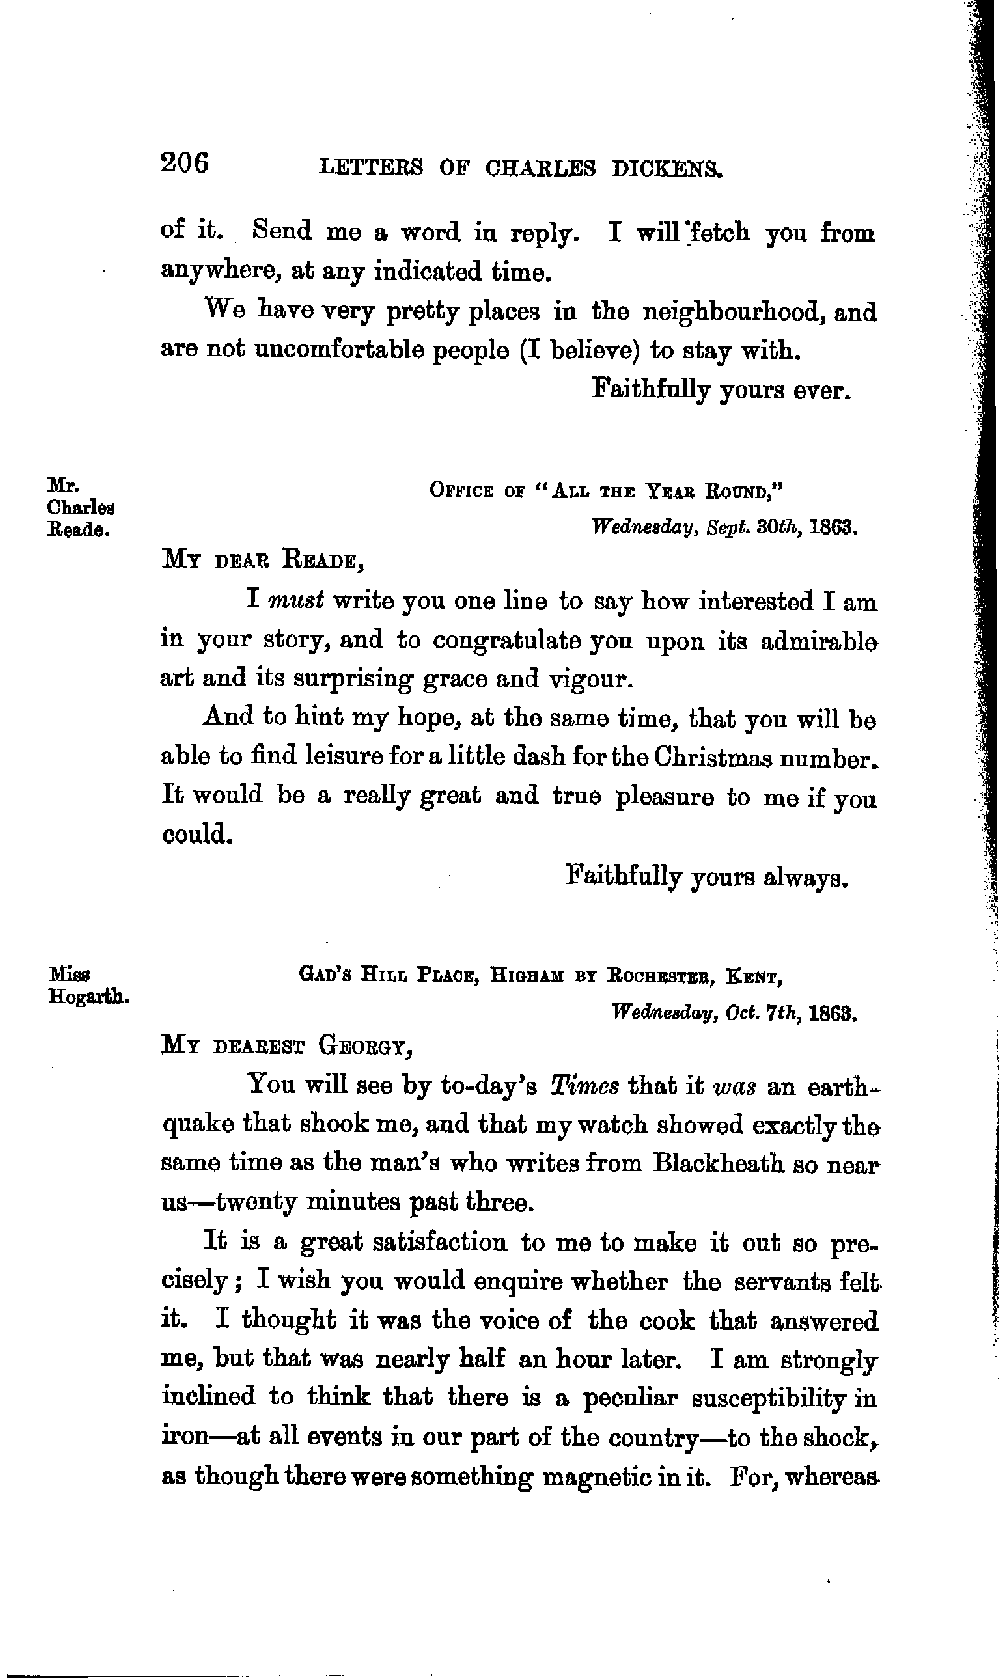 206 LETTERS OF CHARLES DICKENS.
of it. Send me a word in reply. I will fetch you from
anywhere, at any indicated time.
We have very pretty places in the neighbourhood, and
are not uncomfortable people (I believe) to stay with.
Faithfully yours ever.
Mr.
Charles
Reade.
OFFICE OF "ALL THE YEAR ROUND,"
Wednesday, Sept. 30th, 1863.
MY DEAR READE,
I must write you one line to say how interested I am
in your story, and to congratulate you upon its admirable
art and its surprising grace and vigour.
And to hint my hope, at the same time, that you will be
able to find leisure for a little dash for the Christmas number.
It would be a really great and true pleasure to me if you
could.
Faithfully yours always.
Miss
Hogarth.
GAD'S HILL PLACE, HIGHAM BY ROCHESTER, KENT,
Wednesday, Oct. 7th, 1863.
MY DEAREST GEORGY,
You will see by to-day's Times that it was an earth-
quake that shook me, and that my watch showed exactly the
same time as the man's who writes from Blackheath so near
us—twenty minutes past three.
It is a great satisfaction to me to make it out so pre-
cisely; I wish you would enquire whether the servants felt
it. I thought it was the voice of the cook that answered
me, but that was nearly half an hour later. I am strongly
inclined to think that there is a peculiar susceptibility in
iron—at all events in our part of the country—to the shock,
as though there were something magnetic in it. For, whereas